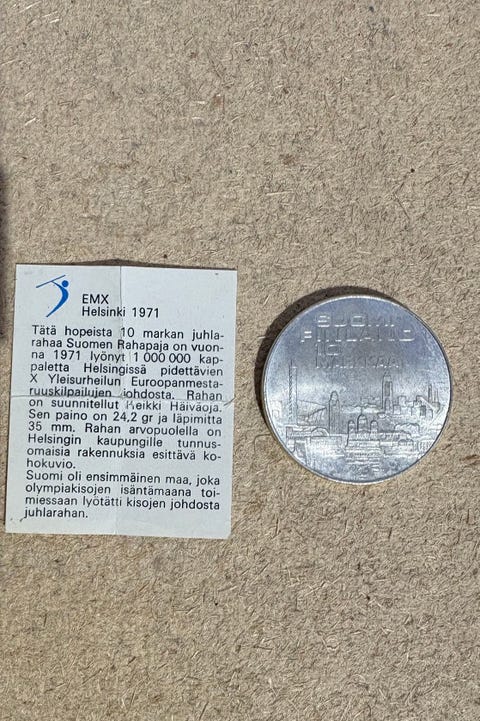 EMX
Helsinki 1971
Tätä hopeista 10 markan juhla-
rahaa Suomen Rahapaja on vuon-
na 1971 lyönyt 1 000 000 kap-
paletta Helsingissä pidettävien
X Yleisurheilun Euroopanmesta-
ruuskilpailujen johdosta. Rahan
on suunnitellut Heikki Häiväoja.
Sen paino on 24,2 gr ja läpimitta
35 mm. Rahan arvopuolella on
Helsingin kaupungille tunnus-
omaisia rakennuksia esittävä ko-
hokuvio.
Suomi oli ensimmäinen maa, joka
olympiakisojen isäntämaana toi-
miessaan lyötätti kisojen johdosta
juhlarahan.
SUOMI
FINLAND
10
MARKKAA